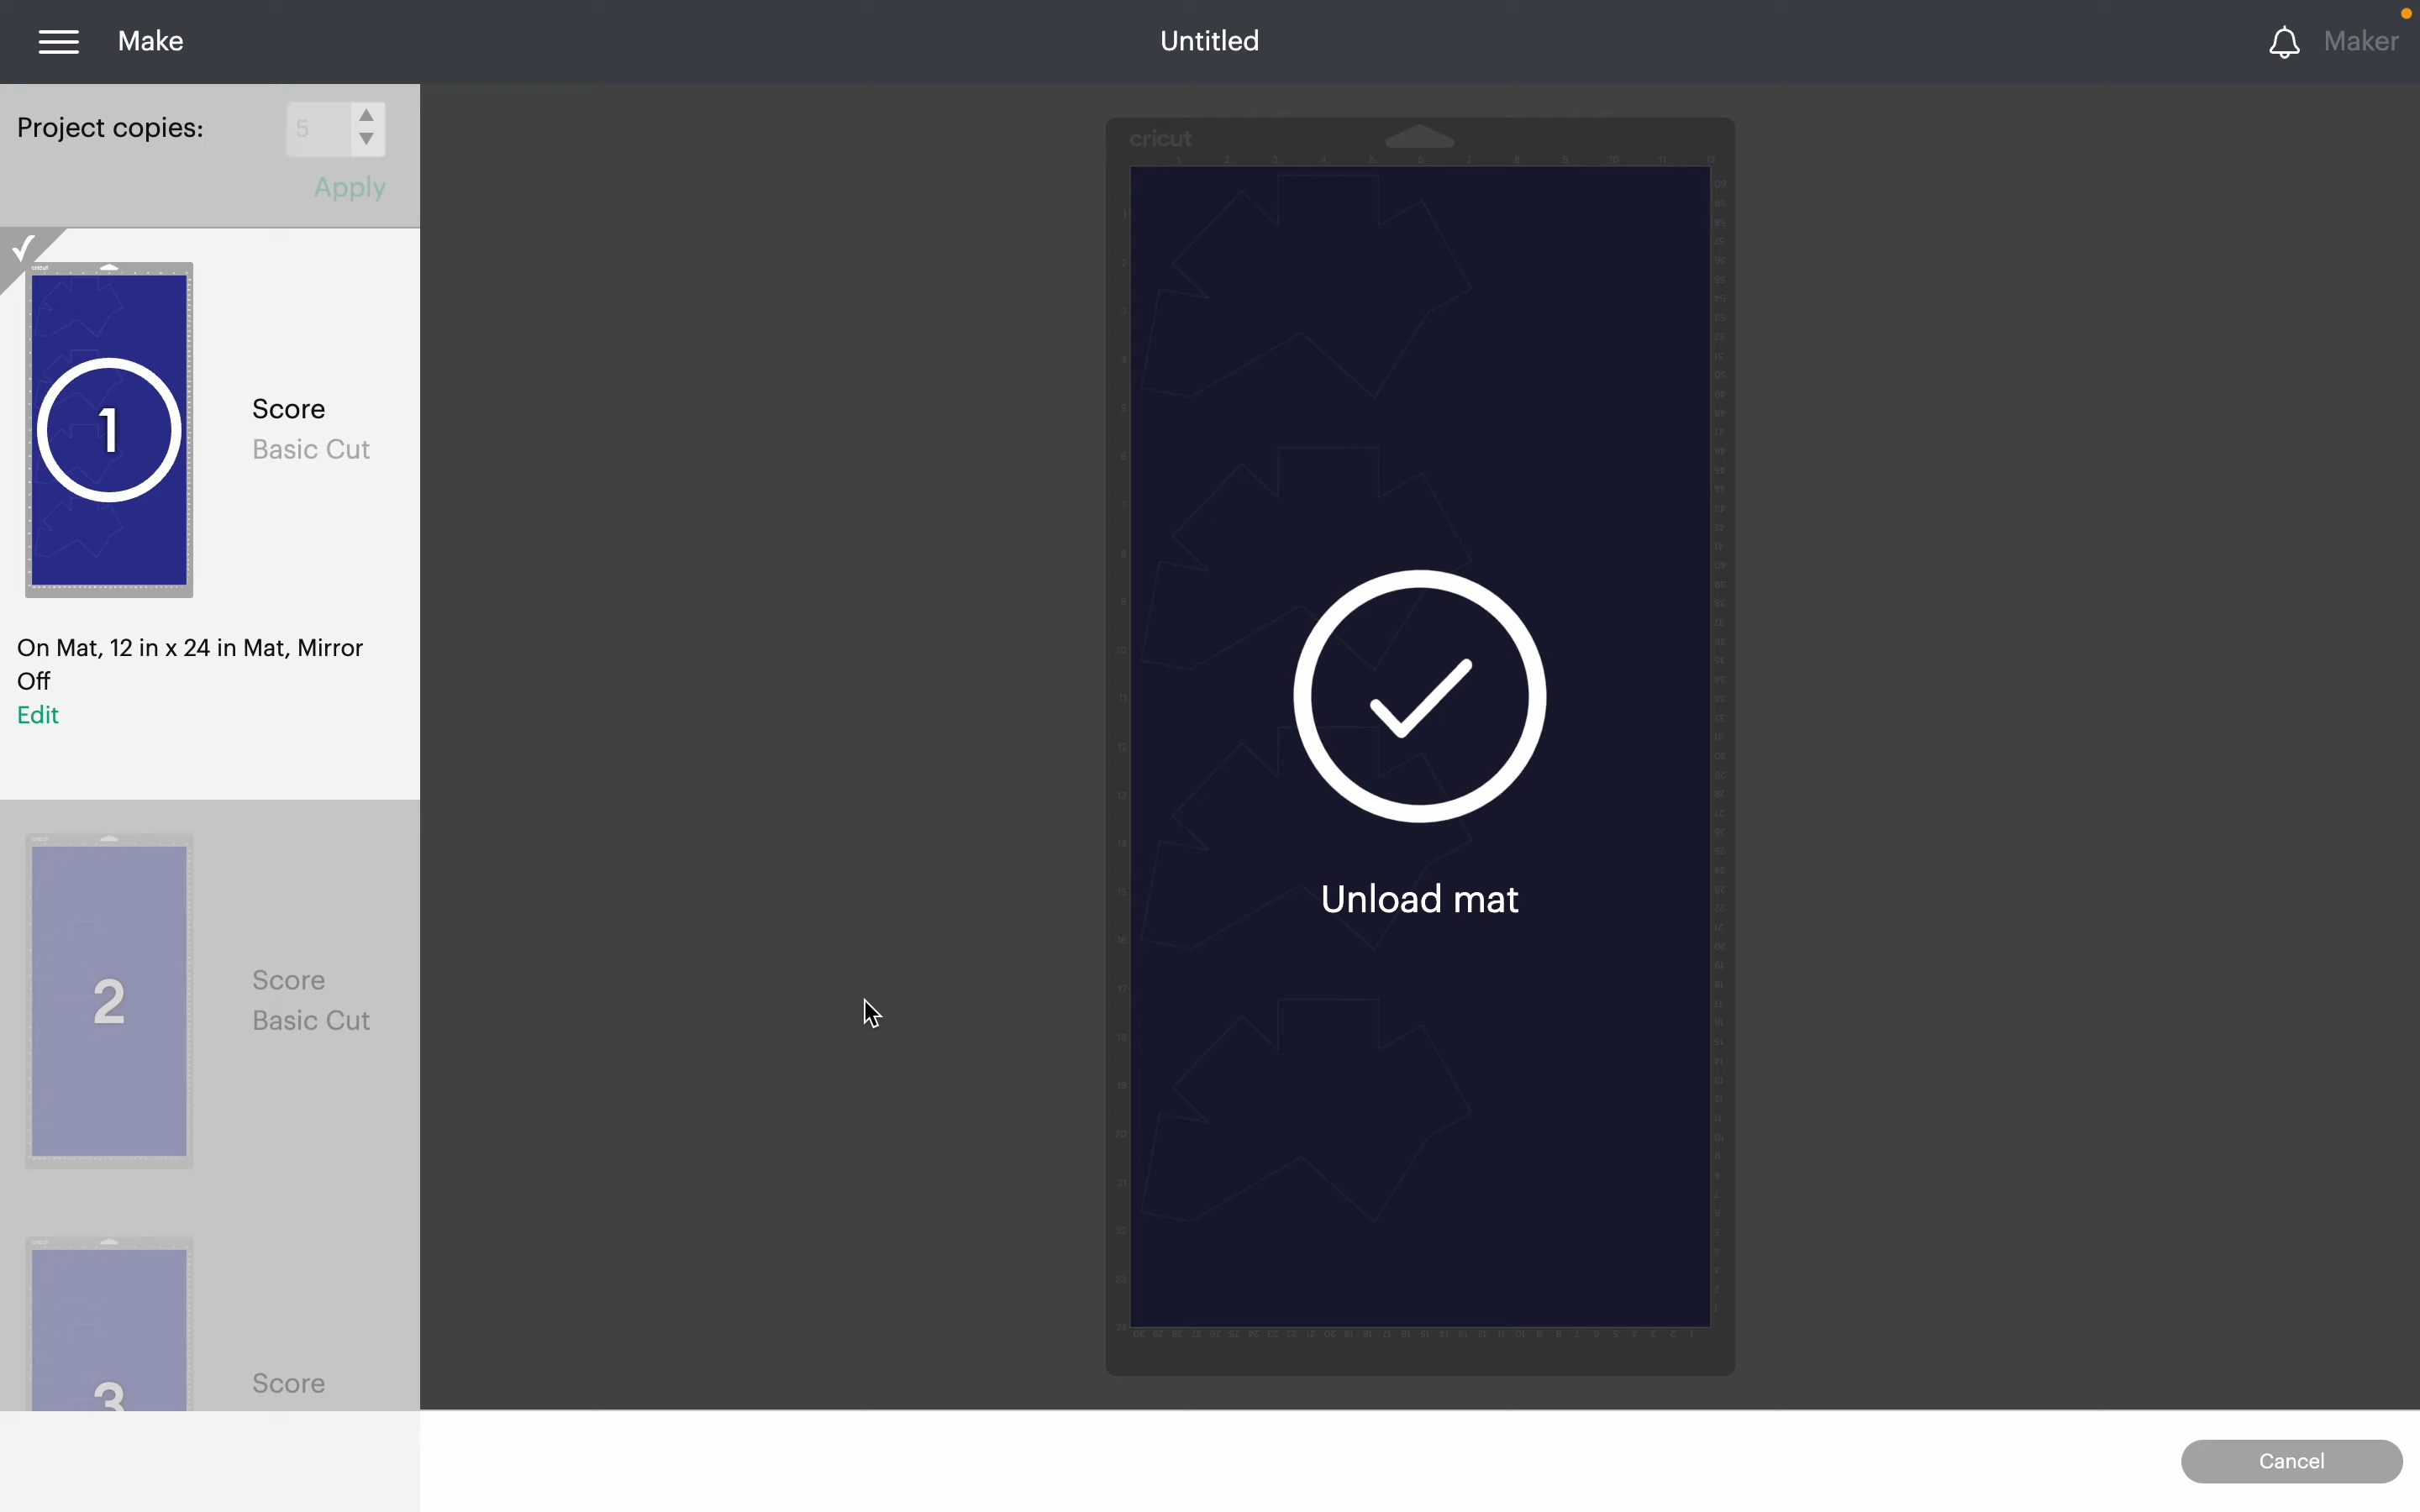 Make
Untitled
Maker
Project copies:
5
Apply
1
Score
Basic Cut
On Mat, 12 in x 24 in Mat, Mirror
Off
Edit
2
Score
Basic Cut
3
Score
cricut
Unload mat
Cancel